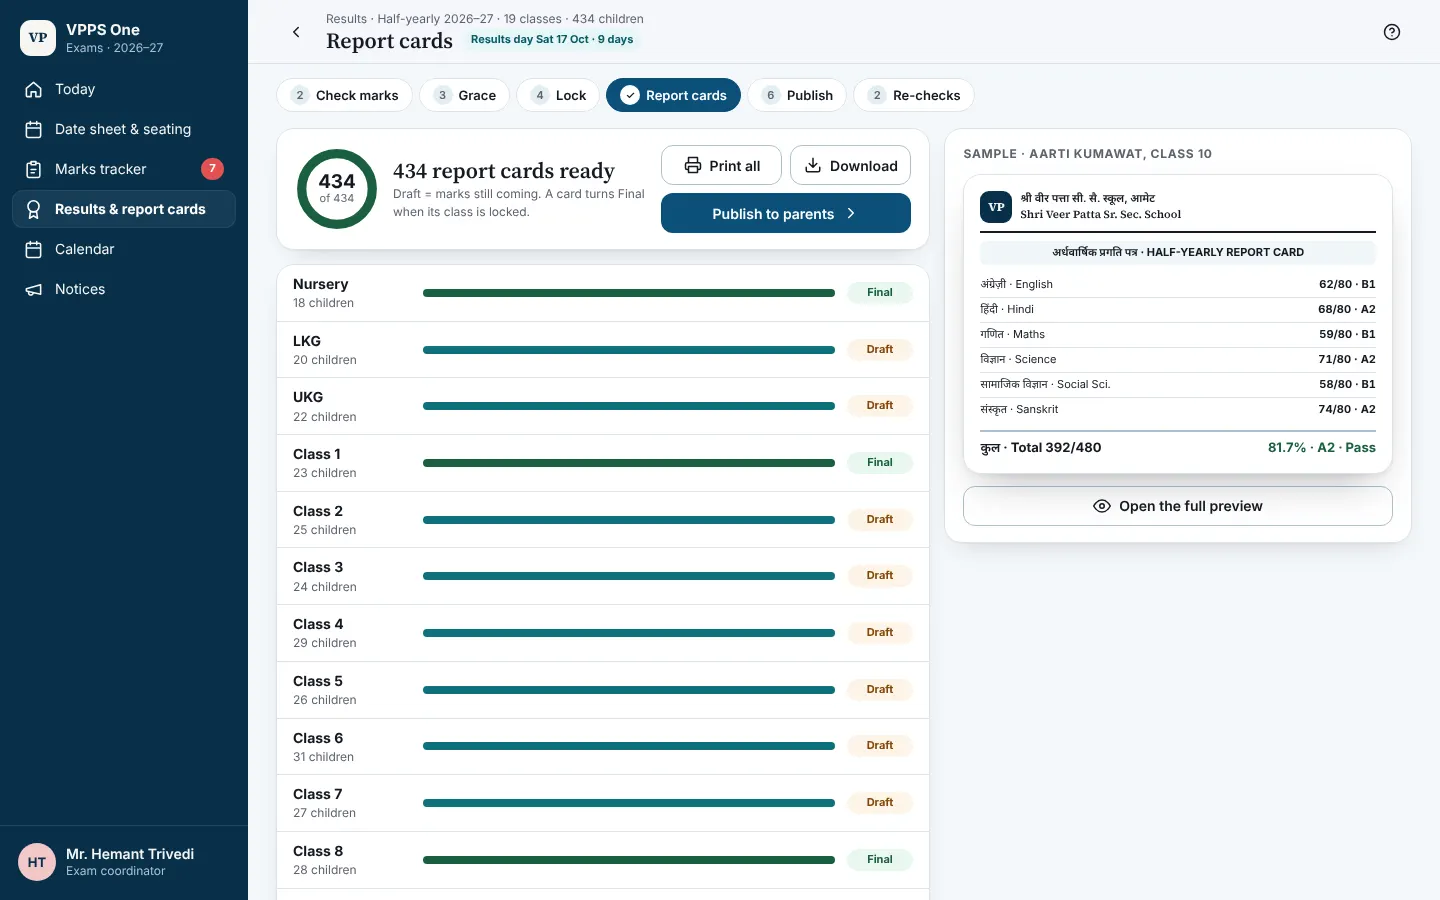 VP
VPPS One
Exams · 2026–27
Today
Date sheet & seating
Marks tracker
7
Results & report cards
Calendar
Notices
HT
Mr. Hemant Trivedi
Exam coordinator
Results · Half-yearly 2026–27 · 19 classes · 434 children
Report cards
Results day Sat 17 Oct · 9 days
2 Check marks
3 Grace
4 Lock
Report cards
6 Publish
2 Re-checks
434
of 434
434 report cards ready
Draft = marks still coming. A card turns Final
when its class is locked.
Print all
Download
Publish to parents
Nursery
18 children
Final
LKG
20 children
Draft
UKG
22 children
Draft
Class 1
23 children
Final
Class 2
25 children
Draft
Class 3
24 children
Draft
Class 4
29 children
Draft
Class 5
26 children
Draft
Class 6
31 children
Draft
Class 7
27 children
Draft
Class 8
28 children
Final
SAMPLE · AARTI KUMAWAT, CLASS 10
VP
श्री वीर पत्ता सी. से. स्कूल, आमेट
Shri Veer Patta Sr. Sec. School
अर्धवार्षिक प्रगति पत्र · HALF-YEARLY REPORT CARD
अंग्रेज़ी · English 62/80 · B1
हिंदी · Hindi 68/80 · A2
गणित · Maths 59/80 · B1
विज्ञान · Science 71/80 · A2
सामाजिक विज्ञान · Social Sci. 58/80 · B1
संस्कृत · Sanskrit 74/80 · A2
कुल · Total 392/480 81.7% · A2 · Pass
Open the full preview